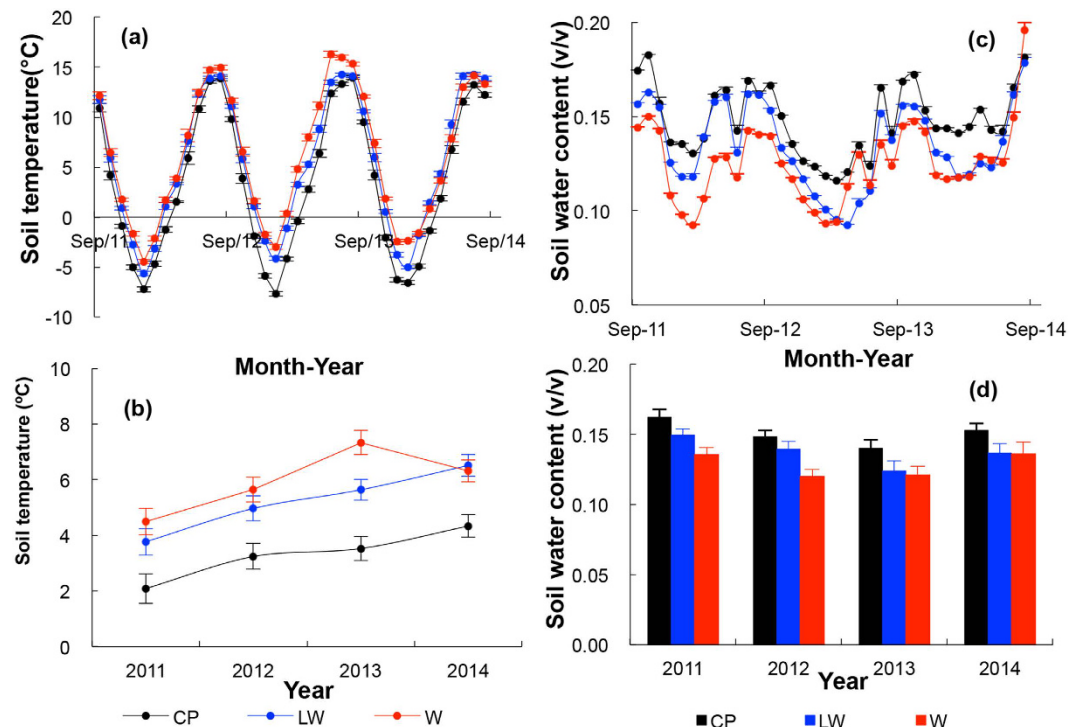 (a)
Soil temperature(°C)
20
15
10
5
0
-5
-10
Sep/11
Sep/12
Sep/13
Sep/14
Month-Year
(c)
Soil water content (v/v)
0.20
0.15
0.10
0.05
Sep-11
Sep-12
Sep-13
Sep-14
Month-Year
(b)
Soil temperature (ºC)
10
8
6
4
2
0
2011
2012
2013
2014
Year
CP
LW
W
(d)
Soil water content (v/v)
0.20
0.15
0.10
0.05
0.00
2011
2012
2013
2014
Year
CP
LW
W